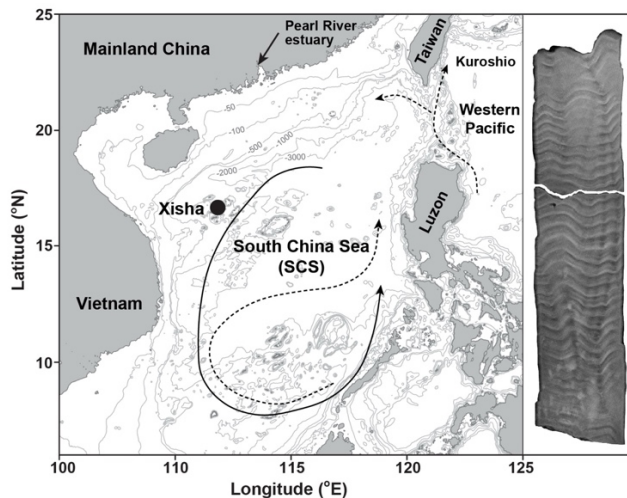 25
20
15
10
Latitude (°N)
100
110
115
120
125
Longitude (°E)
Mainland China
Pearl River
estuary
Taiwan
Kuroshio
Western
Pacific
-50
-100
-500
-1000
-2000
-3000
Xisha
Luzon
South China Sea
(SCS)
Vietnam